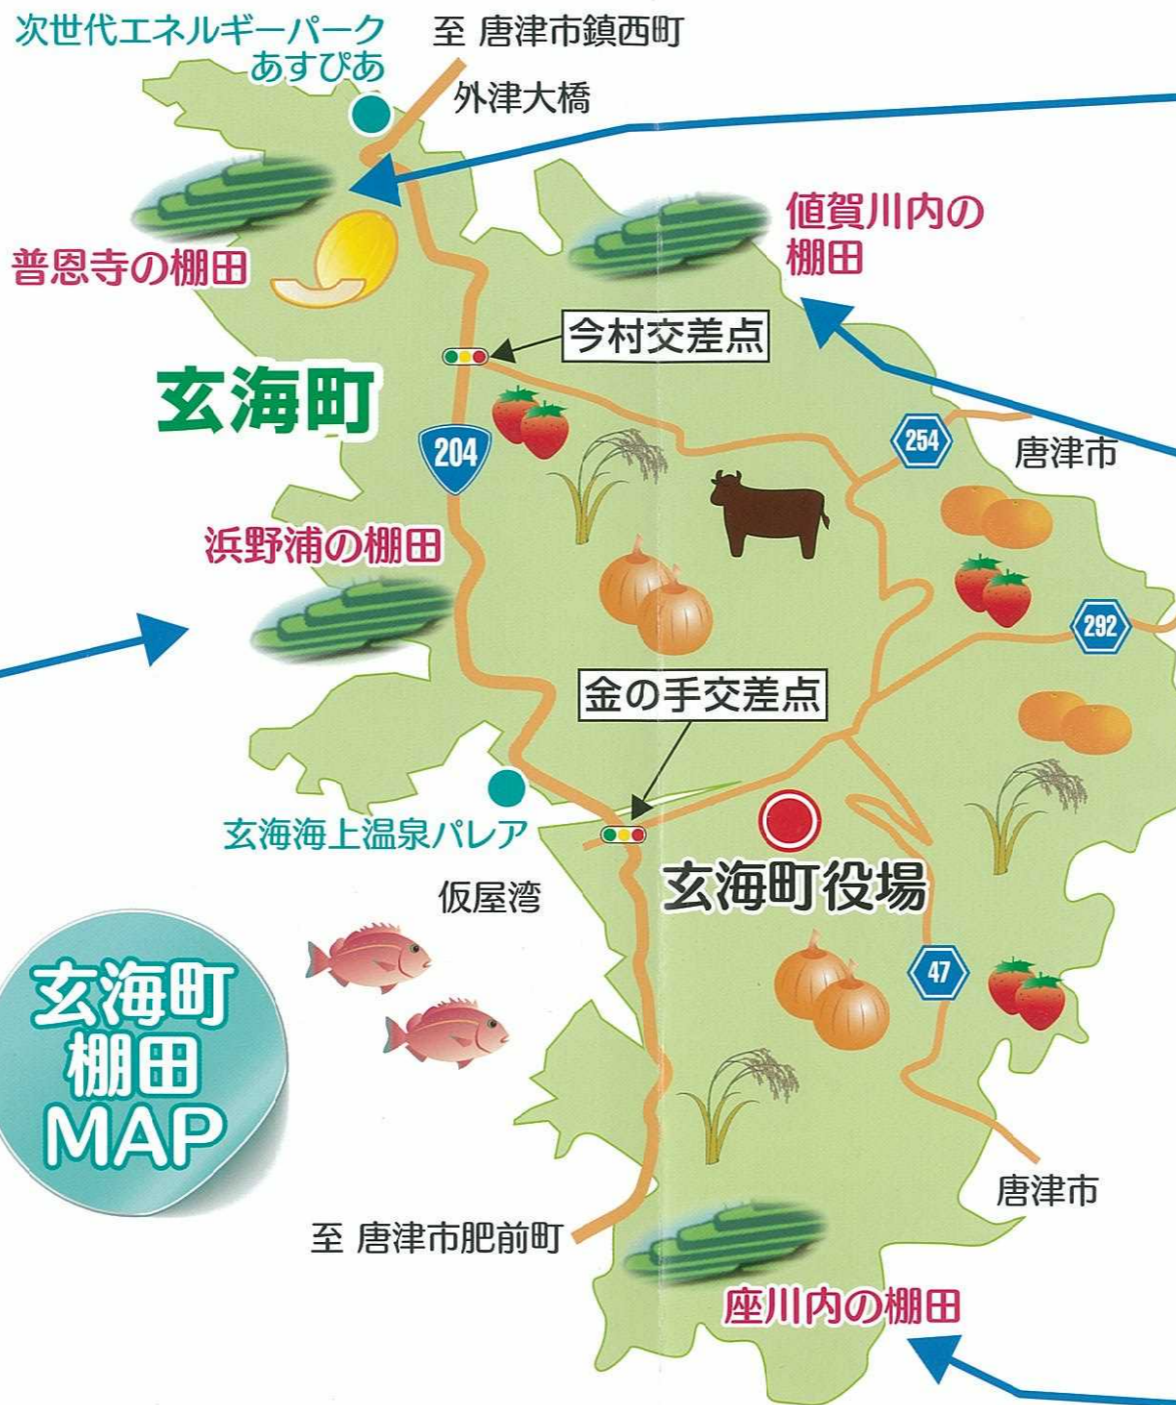 次世代エネルギーパーク
あすぴあ
至 唐津市鎮西町
外津大橋
普恩寺の棚田
値賀川内の
棚田
今村交差点
玄海町
204
254
唐津市
浜野浦の棚田
292
金の手交差点
玄海海上温泉パレア
仮屋湾
玄海町役場
47
玄海町
棚田
MAP
唐津市
至 唐津市肥前町
座川内の棚田